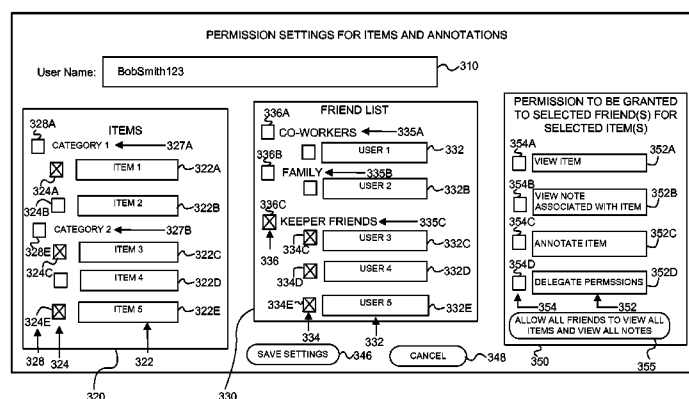 PERMISSION SETTINGS FOR ITEMS AND ANNOTATIONS
User Name: BobSmith123 310
ITEMS
328A
CATEGORY 1 327A
ITEM 1 322A
324A
ITEM 2 322B
324B
CATEGORY 2 327B
328E
ITEM 3 322C
324C
ITEM 4 322D
ITEM 5 322E
324E
328 324 322
320
FRIEND LIST
336A
CO-WORKERS 335A
USER 1 332
336B
FAMILY 335B
USER 2 332B
336C
KEEPER FRIENDS 335C
336 USER 3 332C
334C
USER 4 332D
334D
USER 5 332E
334E
334 332
330
SAVE SETTINGS 346
CANCEL 348
PERMISSION TO BE GRANTED
TO SELECTED FRIEND(S) FOR
SELECTED ITEM(S)
354A 352A
VIEW ITEM
354B
VIEW NOTE
ASSOCIATED WITH ITEM 352B
354C
ANNOTATE ITEM 352C
354D
DELEGATE PERMSSIONS 352D
354 352
ALLOW ALL FRIENDS TO VIEW ALL
ITEMS AND VIEW ALL NOTES
350 355